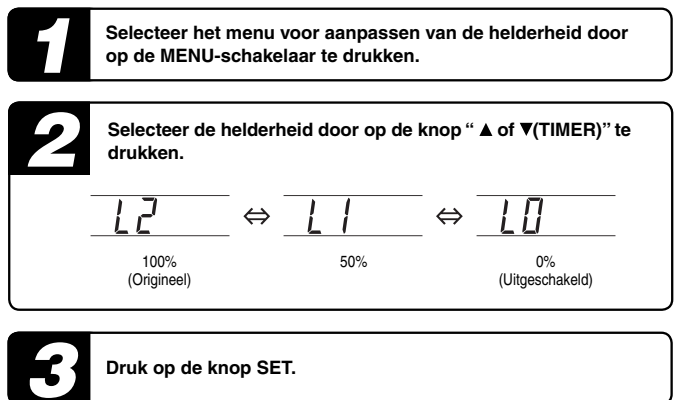 1
Selecteer het menu voor aanpassen van de helderheid door
op de MENU-schakelaar te drukken.
2
Selecteer de helderheid door op de knop “ ▲ of ▼(TIMER)” te
drukken.
L2 ⇔ L1 ⇔ L0
100% 50% 0%
(Origineel) (Uitgeschakeld)
3
Druk op de knop SET.